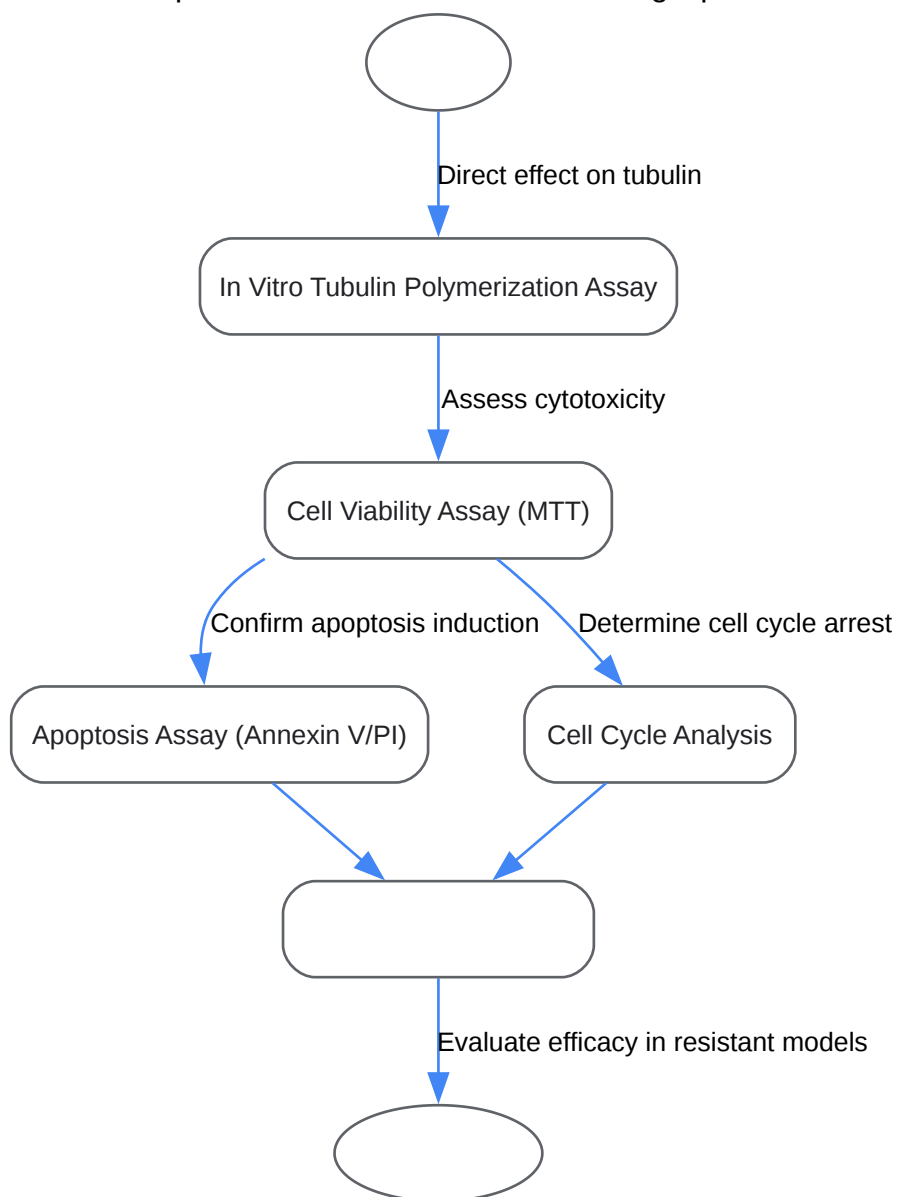 Direct effect on tubulin
In Vitro Tubulin Polymerization Assay
Assess cytotoxicity
Cell Viability Assay (MTT)
Confirm apoptosis induction
Determine cell cycle arrest
Apoptosis Assay (Annexin V/PI)
Cell Cycle Analysis
Evaluate efficacy in resistant models